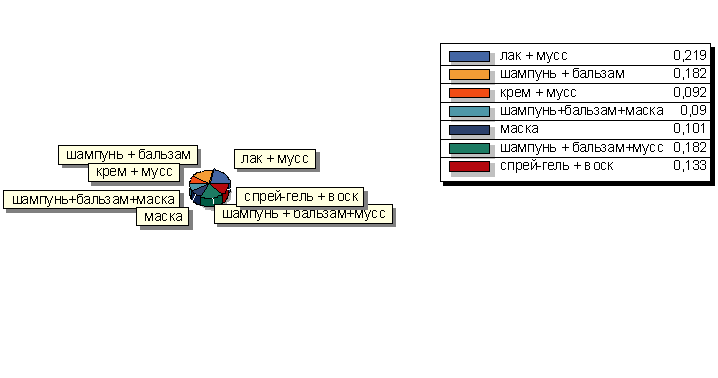 лак + мусс 0,219
шампунь + бальзам 0,182
крем + мусс 0,092
шампунь+бальзам+маска 0,09
маска 0,101
шампунь + бальзам+мусс 0,182
спрей-гель + воск 0,133
шампунь + бальзам
лак + мусс
крем + мусс
спрей-гель + воск
шампунь+бальзам+маска
маска
шампунь + бальзам+мусс